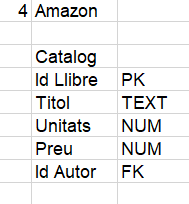 4 Amazon
Catalog
Id Llibre PK
Titol TEXT
Unitats NUM
Preu NUM
Id Autor FK